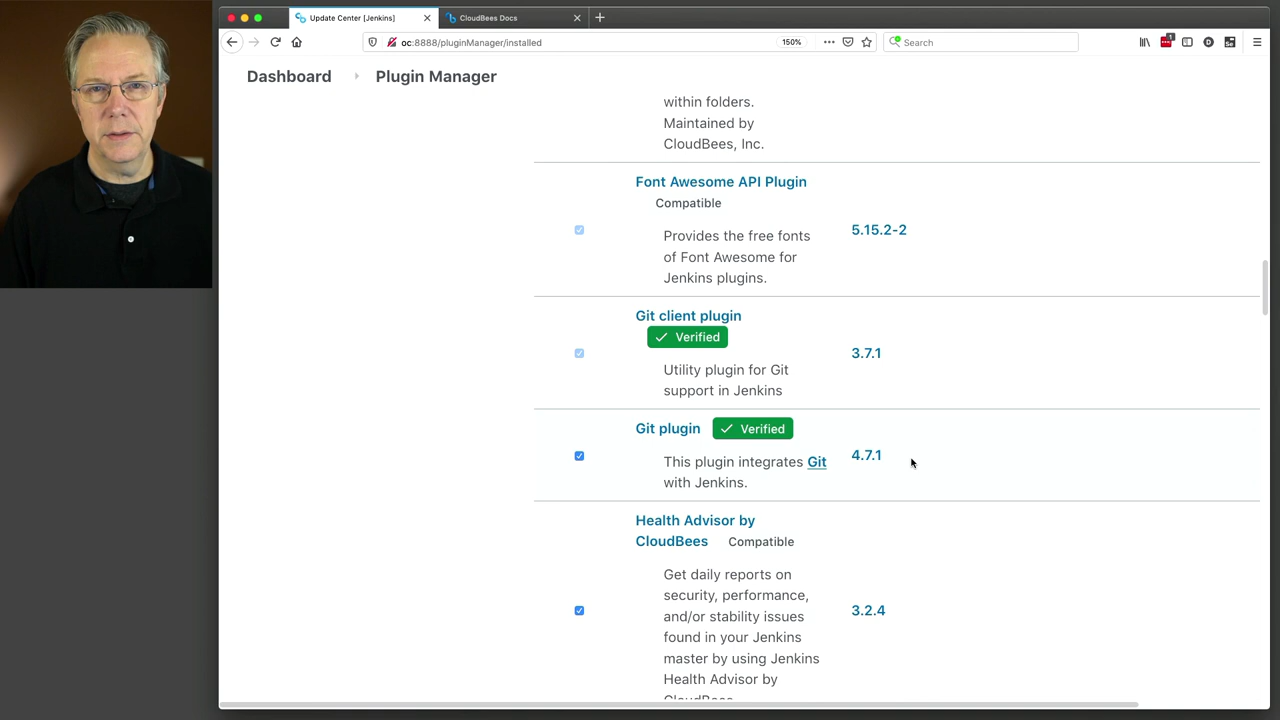 Update Center [Jenkins]
CloudBees Docs
oc:8888/pluginManager/installed
150%
Search
Dashboard
Plugin Manager
within folders.
Maintained by
CloudBees, Inc.
Font Awesome API Plugin
Compatible
Provides the free fonts
of Font Awesome for
Jenkins plugins.
5.15.2-2
Git client plugin
Verified
Utility plugin for Git
support in Jenkins
3.7.1
Git plugin Verified
This plugin integrates Git
with Jenkins.
4.7.1
Health Advisor by
CloudBees Compatible
Get daily reports on
security, performance,
and/or stability issues
found in your Jenkins
master by using Jenkins
Health Advisor by
CloudBees
3.2.4